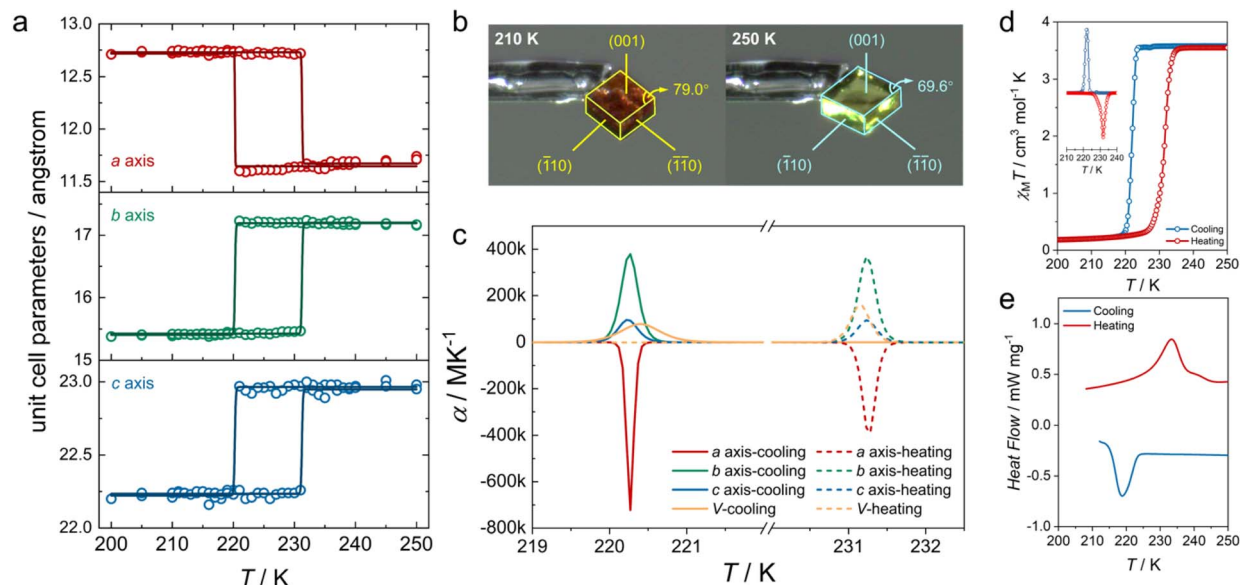 a
unit cell parameters / angstrom
13.0
12.5
12.0
11.5
a axis
17
16
15
b axis
23.0
22.5
22.0
c axis
200 210 220 230 240 250
T / K
b
210 K
(001)
79.0°
(1̄10)
(1̄1̄0)
250 K
(001)
69.6°
(1̄10)
(1̄1̄0)
c
α / MK⁻¹
400k
200k
0
-200k
-400k
-600k
-800k
a axis-cooling
b axis-cooling
c axis-cooling
V-cooling
a axis-heating
b axis-heating
c axis-heating
V-heating
219 220 221 231 232
T / K
d
χMT / cm³ mol⁻¹ K
4
3
2
1
0
210 220 230 240
T / K
Cooling
Heating
200 210 220 230 240 250
T / K
e
Cooling
Heating
Heat Flow / mW mg⁻¹
1.0
0.5
0.0
-0.5
-1.0
200 210 220 230 240 250
T / K